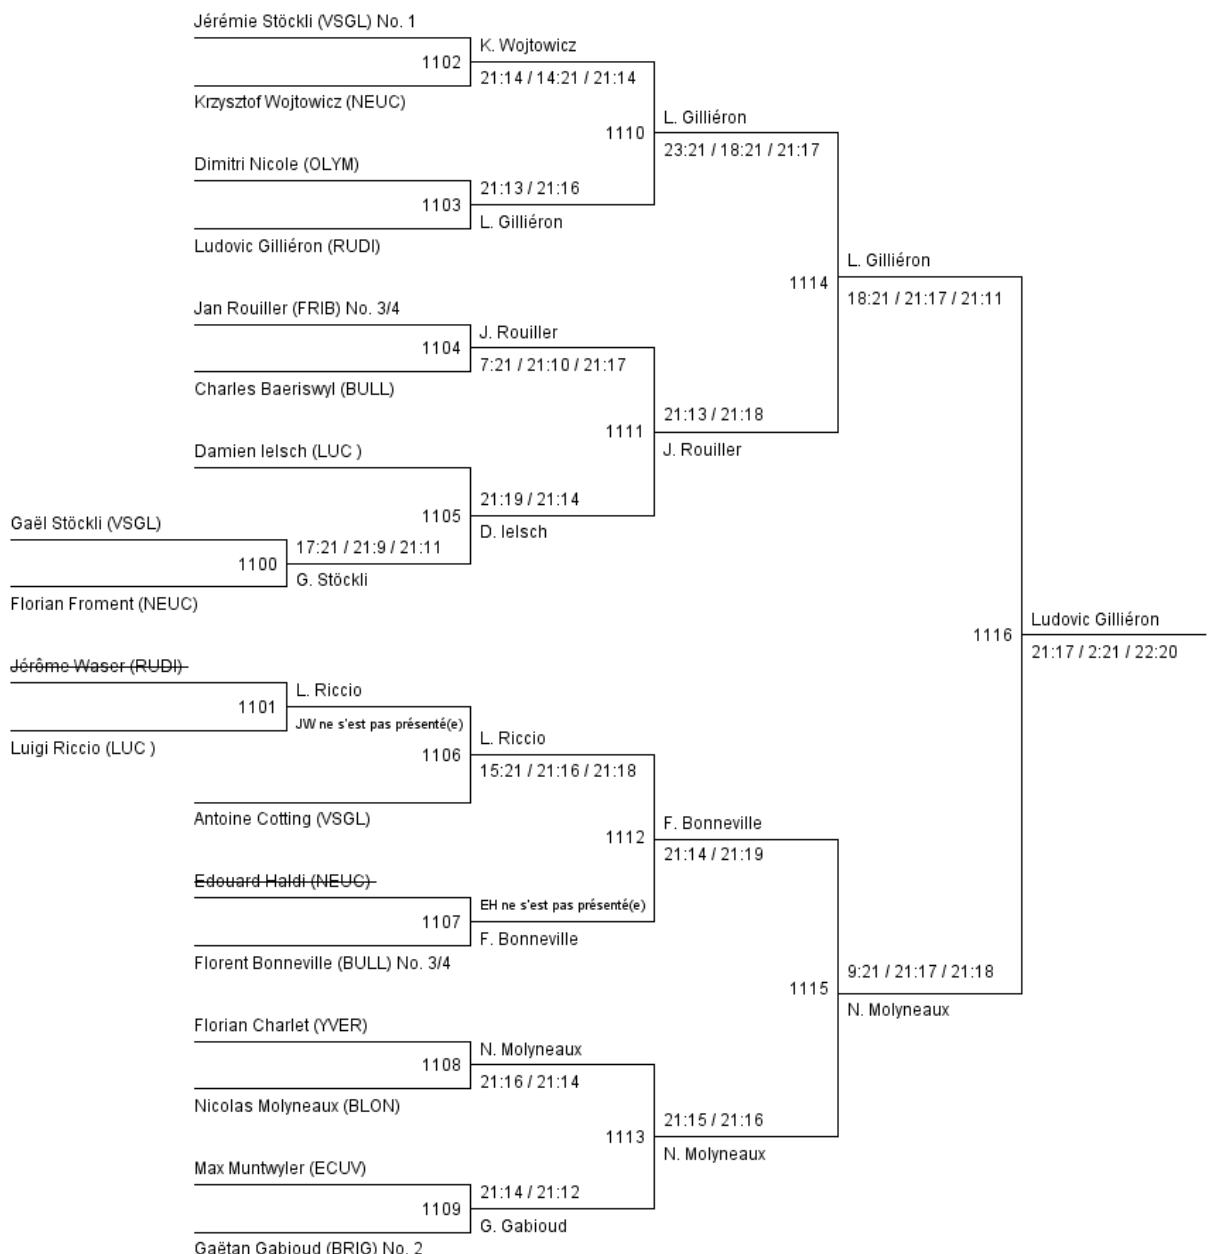 Jérémie Stöckli (VSGL) No. 1
K. Wojtowicz
1102
21:14 / 14:21 / 21:14
Krzysztof Wojtowicz (NEUC)
L. Gilliéron
1110
23:21 / 18:21 / 21:17
Dimitri Nicole (OLYM)
21:13 / 21:16
1103
L. Gilliéron
Ludovic Gilliéron (RUDI)
L. Gilliéron
1114
18:21 / 21:17 / 21:11
Jan Rouiller (FRIB) No. 3/4
J. Rouiller
1104
7:21 / 21:10 / 21:17
Charles Baeriswyl (BULL)
21:13 / 21:18
1111
J. Rouiller
Damien Ielsch (LUC )
21:19 / 21:14
1105
D. Ielsch
Gaël Stöckli (VSGL)
17:21 / 21:9 / 21:11
1100
G. Stöckli
Florian Froment (NEUC)
Ludovic Gilliéron
1116
21:17 / 2:21 / 22:20
Jérôme Waser (RUDI)
L. Riccio
1101
JW ne s'est pas présenté(e)
Luigi Riccio (LUC )
L. Riccio
1106
15:21 / 21:16 / 21:18
Antoine Cotting (VSGL)
F. Bonneville
1112
21:14 / 21:19
Edouard Haldi (NEUC)
EH ne s'est pas présenté(e)
1107
F. Bonneville
Florent Bonneville (BULL) No. 3/4
9:21 / 21:17 / 21:18
1115
N. Molyneaux
Florian Charlet (YVER)
N. Molyneaux
1108
21:16 / 21:14
Nicolas Molyneaux (BLON)
21:15 / 21:16
1113
N. Molyneaux
Max Muntwyler (ECUV)
21:14 / 21:12
1109
G. Gabioud
Gaëtan Gabioud (BRIG) No. 2